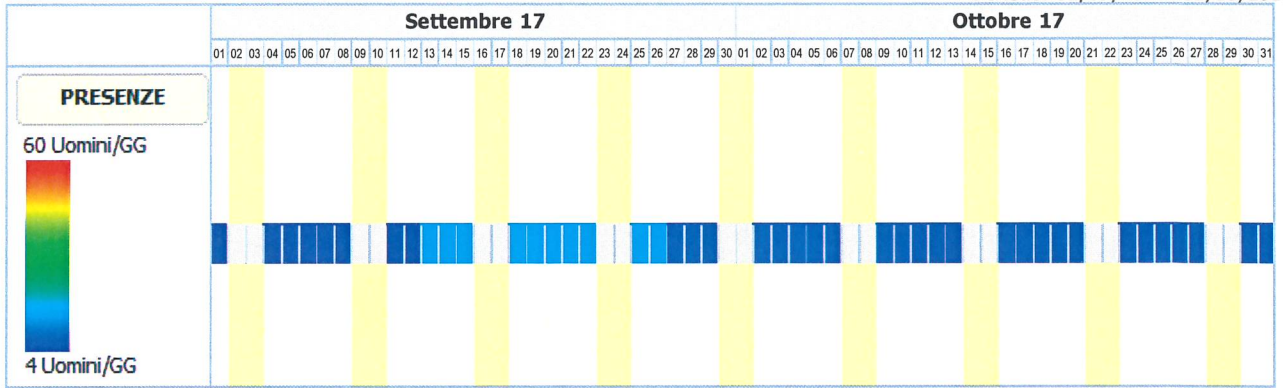 Settembre 17 Ottobre 17
01 02 03 04 05 06 07 08 09 10 11 12 13 14 15 16 17 18 19 20 21 22 23 24 25 26 27 28 29 30 01 02 03 04 05 06 07 08 09 10 11 12 13 14 15 16 17 18 19 20 21 22 23 24 25 26 27 28 29 30 31
PRESENZE
60 Uomini/GG
4 Uomini/GG